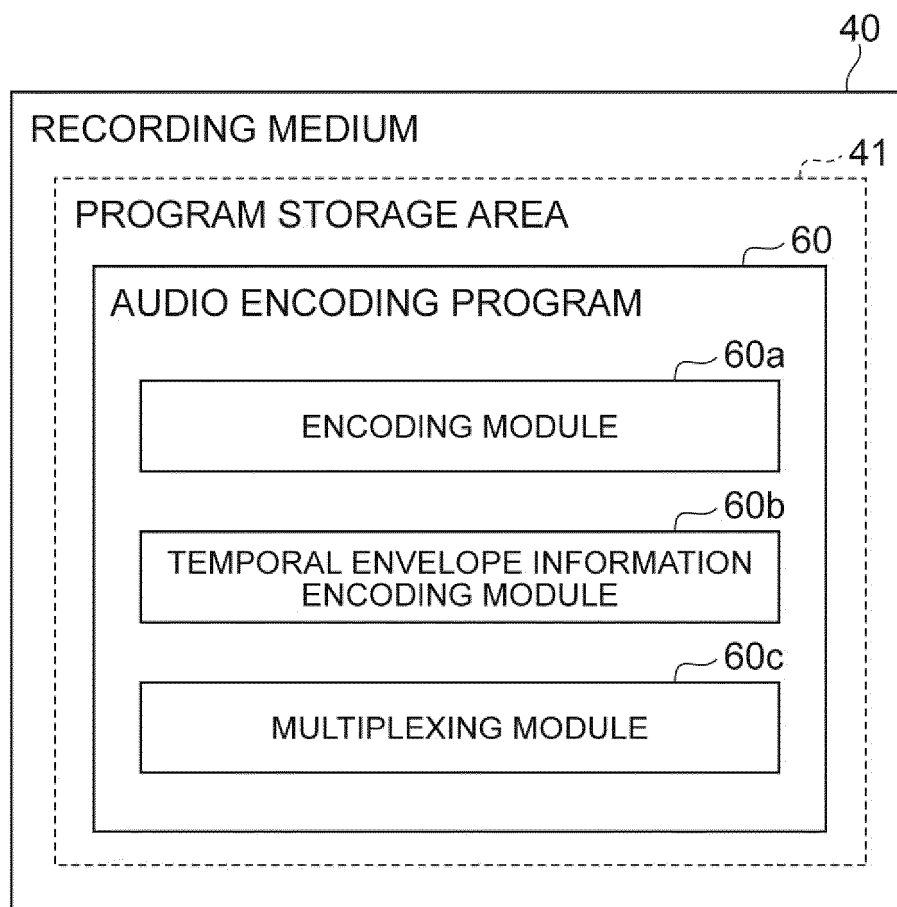 40
RECORDING MEDIUM
41
PROGRAM STORAGE AREA
60
AUDIO ENCODING PROGRAM
60a
ENCODING MODULE
60b
TEMPORAL ENVELOPE INFORMATION
ENCODING MODULE
60c
MULTIPLEXING MODULE